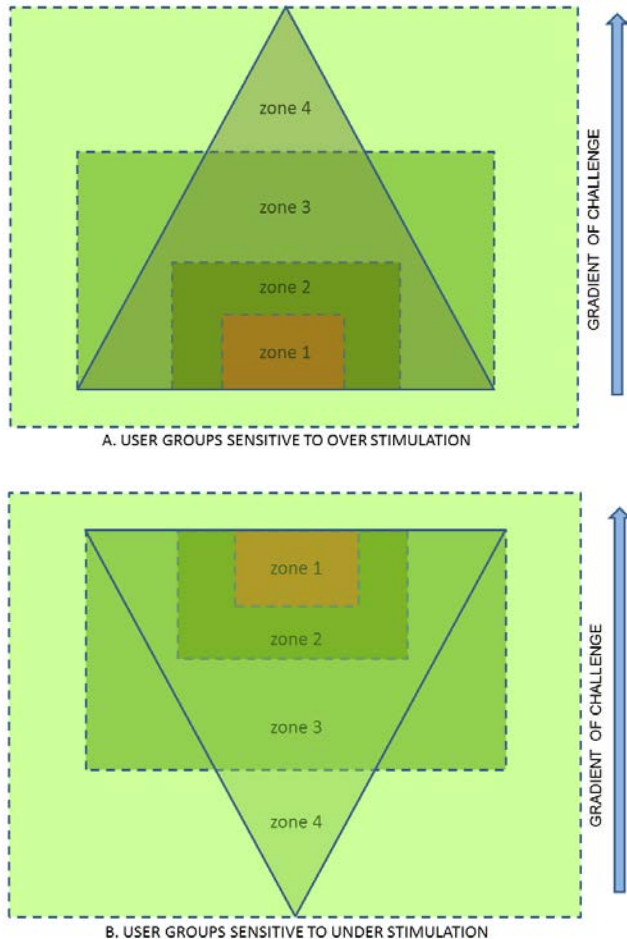 zone 4
zone 3
zone 2
zone 1
GRADIENT OF CHALLENGE
A. USER GROUPS SENSITIVE TO OVER STIMULATION
zone 1
zone 2
zone 3
zone 4
GRADIENT OF CHALLENGE
B. USER GROUPS SENSITIVE TO UNDER STIMULATION